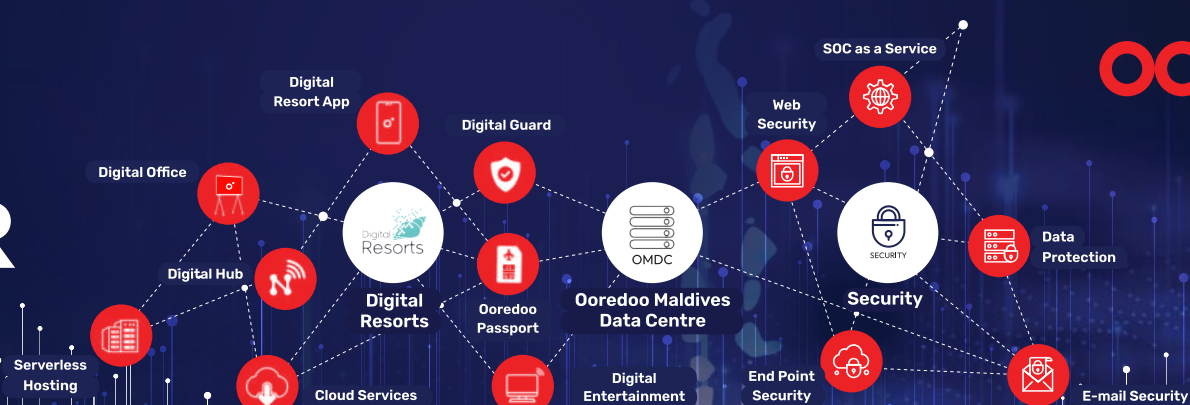 SOC as a Service
Digital
Resort App
Web
Security
Digital Guard
Digital Office
Digital
Resorts
OMDC
SECURITY
Data
Protection
Digital Hub
Digital
Resorts
Ooredoo
Passport
Ooredoo Maldives
Data Centre
Security
Serverless
Hosting
Cloud Services
Digital
Entertainment
End Point
Security
E-mail Security